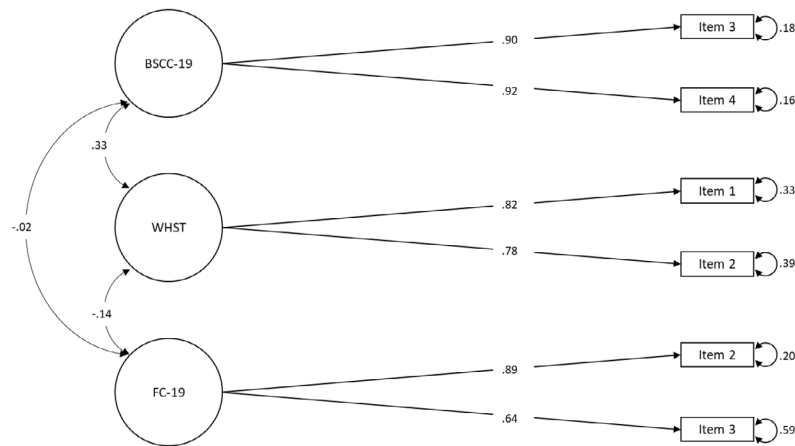 Item 3
.18
.90
BSCC-19
.92
Item 4
.16
.33
Item 1
.33
.82
-.02
WHST
.78
Item 2
.39
-.14
Item 2
.20
.89
FC-19
.64
Item 3
.59